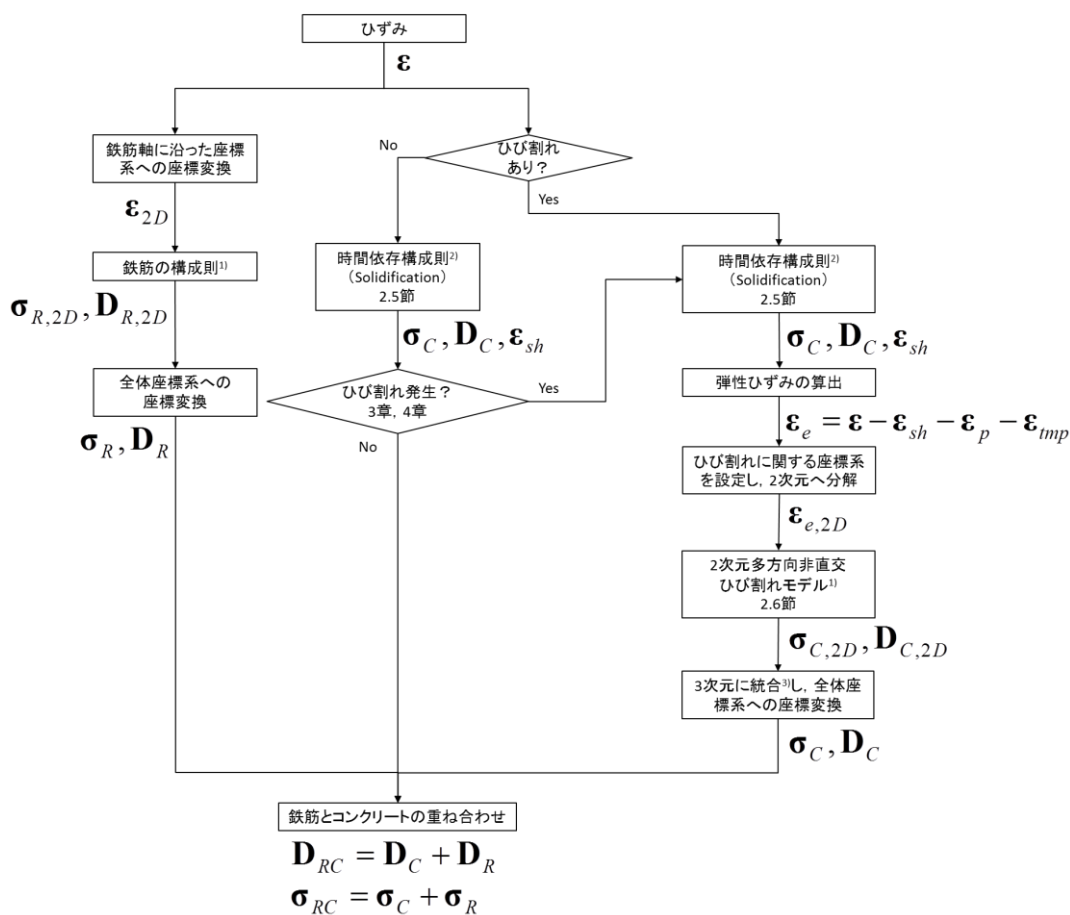 ひずみ
ε
鉄筋軸に沿った座標
系への座標変換
ε2D
鉄筋の構成則1)
σR,2D, DR,2D
全体座標系への
座標変換
σR, DR
ひび割れ
あり？
No
Yes
時間依存構成則2)
（Solidification）
2.5節
σC, DC, εsh
ひび割れ発生？
3章，4章
Yes
No
時間依存構成則2)
（Solidification）
2.5節
σC, DC, εsh
弾性ひずみの算出
εe = ε − εsh − εp − εtmp
ひび割れに関する座標系
を設定し，2次元へ分解
εe,2D
2次元多方向非直交
ひび割れモデル1)
2.6節
σC,2D, DC,2D
3次元に統合3)し，全体座
標系への座標変換
σC, DC
鉄筋とコンクリートの重ね合わせ
DRC = DC + DR
σRC = σC + σR